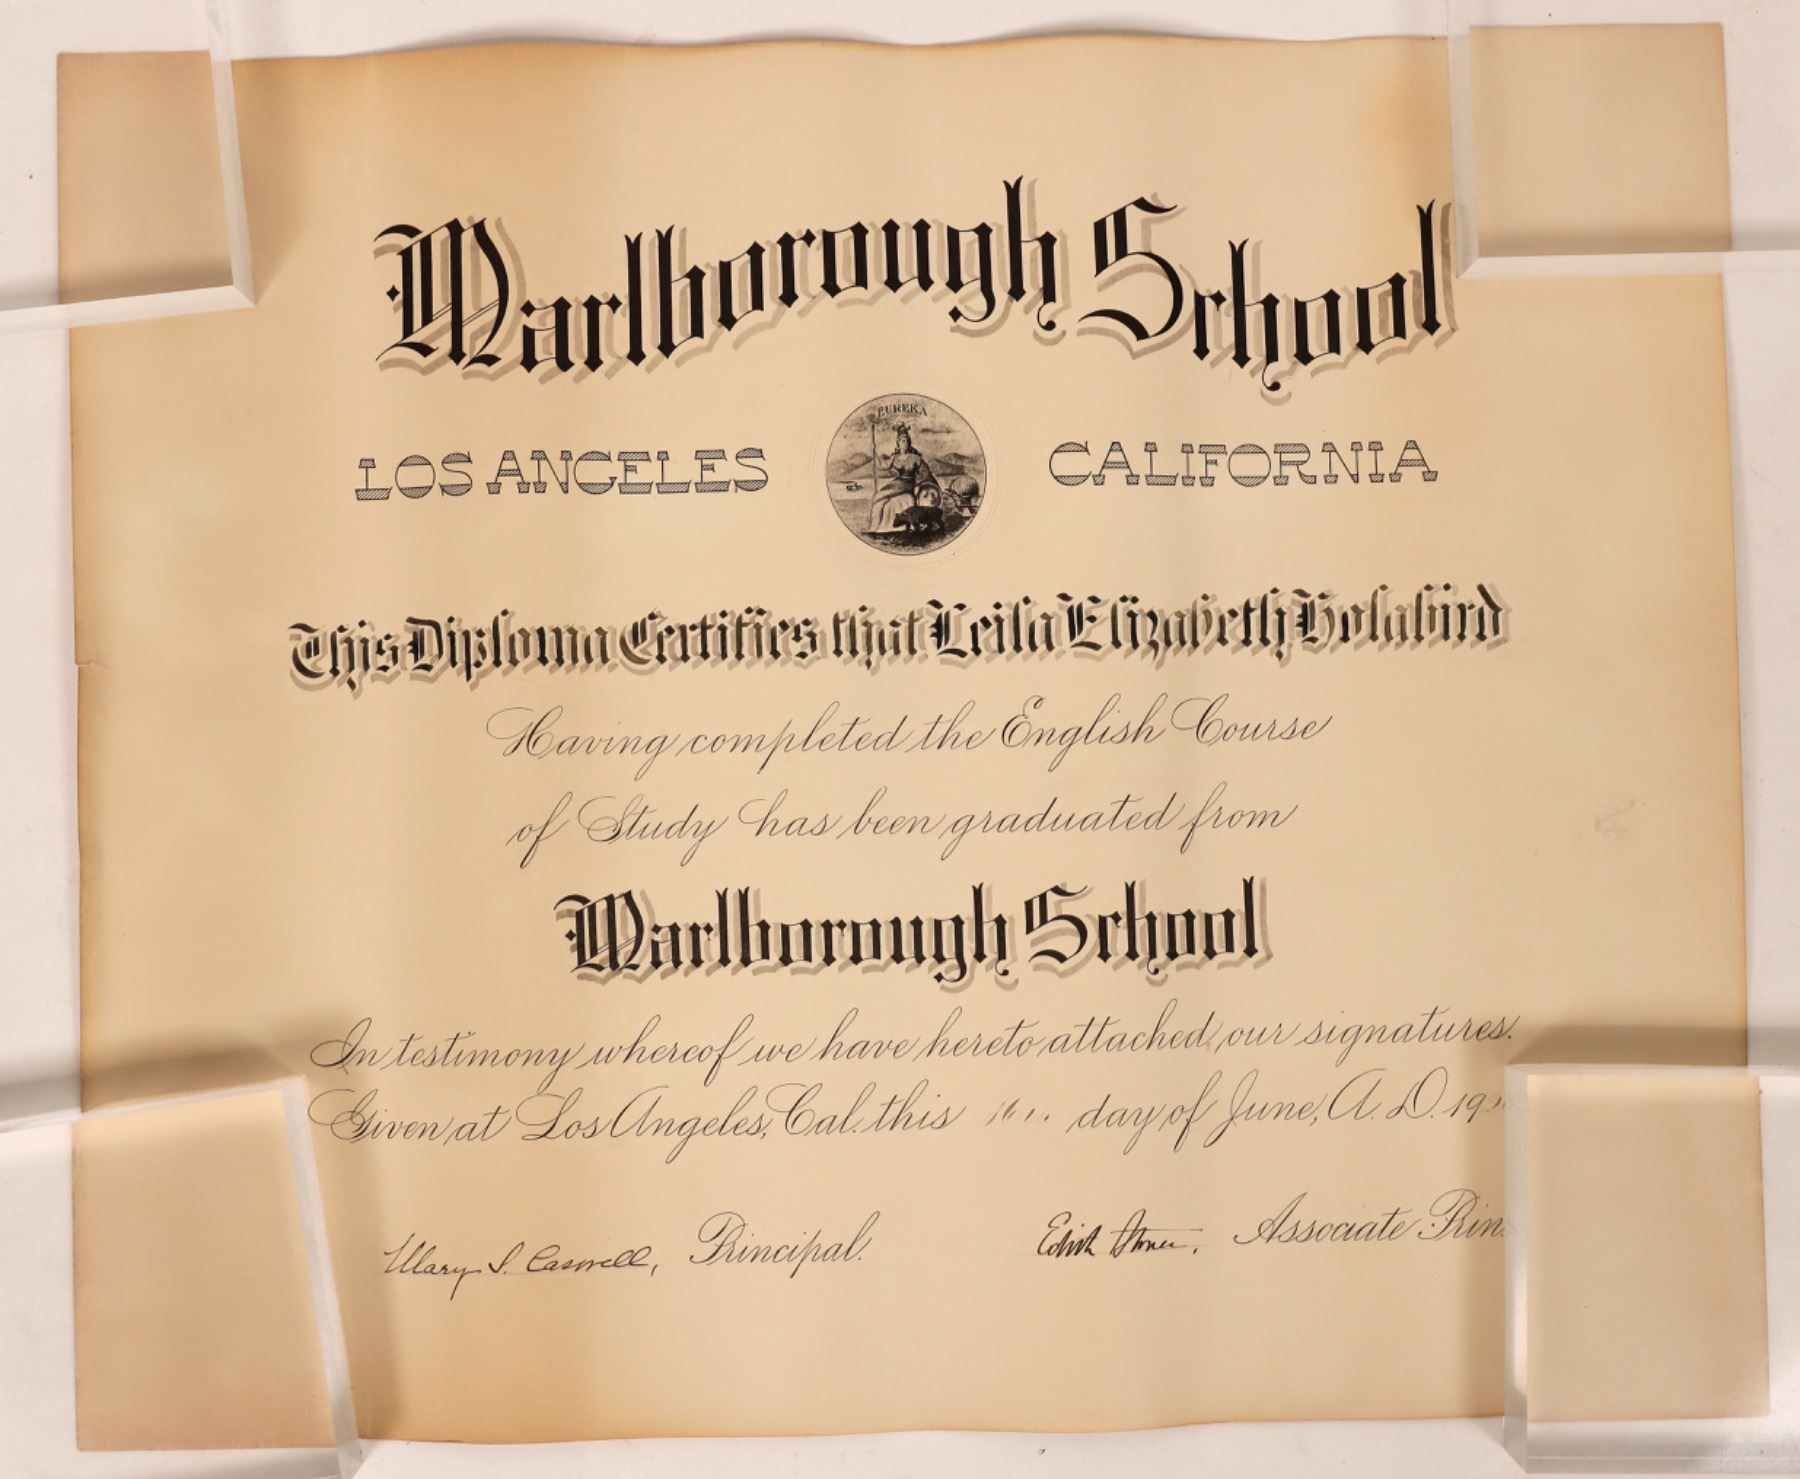 Marlborough School
LOS ANGELES
EUREKA
CALIFORNIA
This Diploma Certifies that Leila Elizabeth Holabird
Having completed the English Course
of Study has been graduated from
Marlborough School
In testimony whereof we have hereto attached our signatures.
Given at Los Angeles, Cal. this day of June, A. D.
Mary S. Caswell, Principal.
Edith Associate